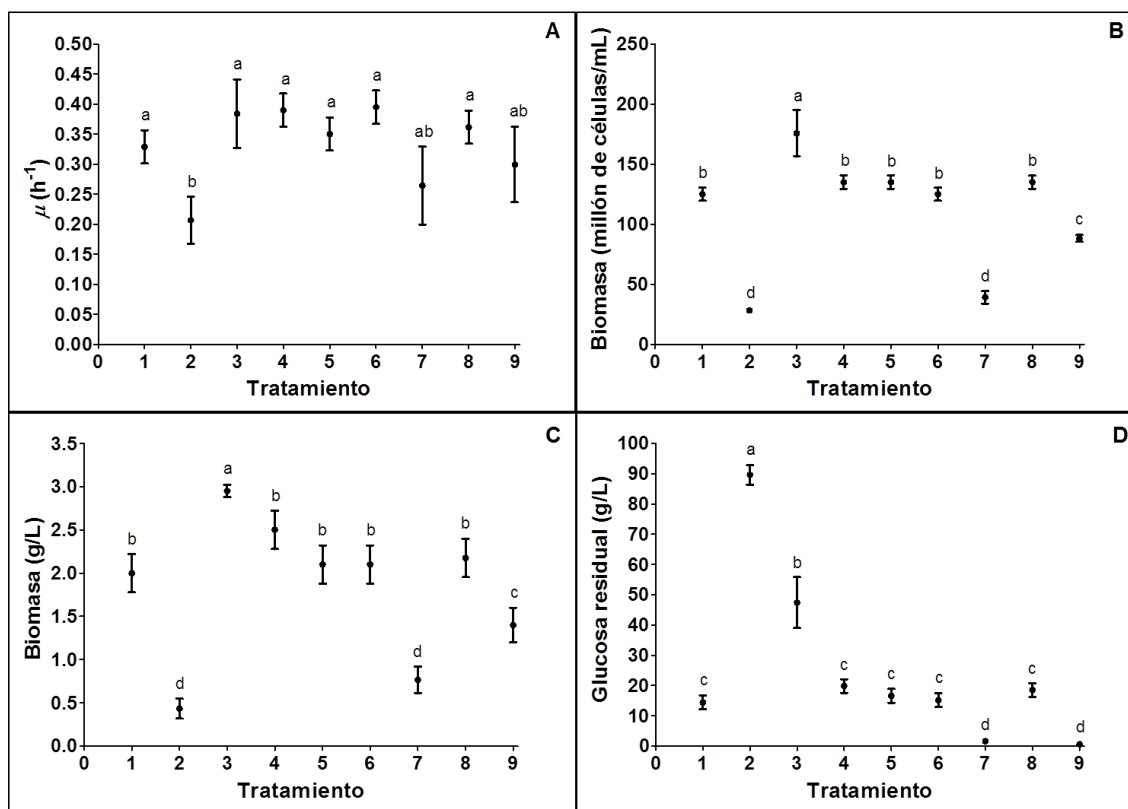 A
μ (h⁻¹)
0.50
0.45
0.40
0.35
0.30
0.25
0.20
0.15
0.10
0.05
0.00
a
b
a
a
a
a
ab
a
ab
0 1 2 3 4 5 6 7 8 9
Tratamiento
B
Biomasa (millón de células/mL)
250
200
150
100
50
0
b
d
a
b
b
b
d
b
c
0 1 2 3 4 5 6 7 8 9
Tratamiento
C
Biomasa (g/L)
3.5
3.0
2.5
2.0
1.5
1.0
0.5
0.0
b
d
a
b
b
b
d
b
c
0 1 2 3 4 5 6 7 8 9
Tratamiento
D
Glucosa residual (g/L)
100
90
80
70
60
50
40
30
20
10
0
c
a
b
c
c
c
d
c
d
0 1 2 3 4 5 6 7 8 9
Tratamiento